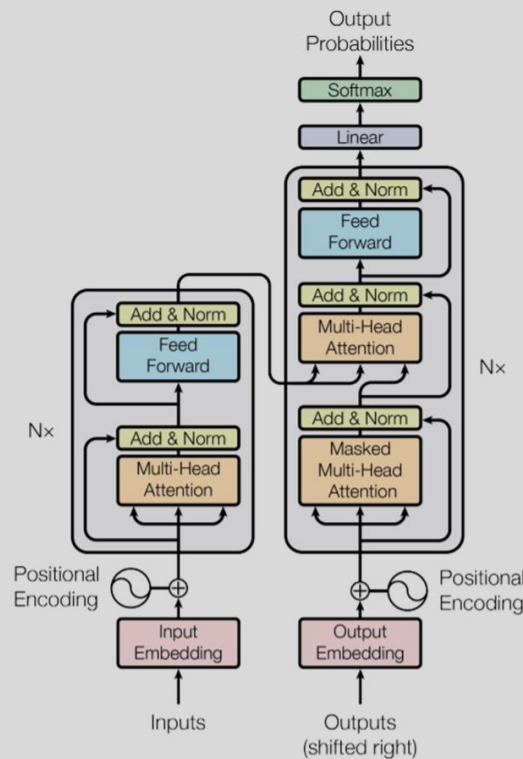 Output
Probabilities
Softmax
Linear
Add & Norm
Feed
Forward
Add & Norm
Multi-Head
Attention
Nx
Add & Norm
Masked
Multi-Head
Attention
Positional
Encoding
Output
Embedding
Outputs
(shifted right)
Add & Norm
Feed
Forward
Nx
Add & Norm
Multi-Head
Attention
Positional
Encoding
Input
Embedding
Inputs